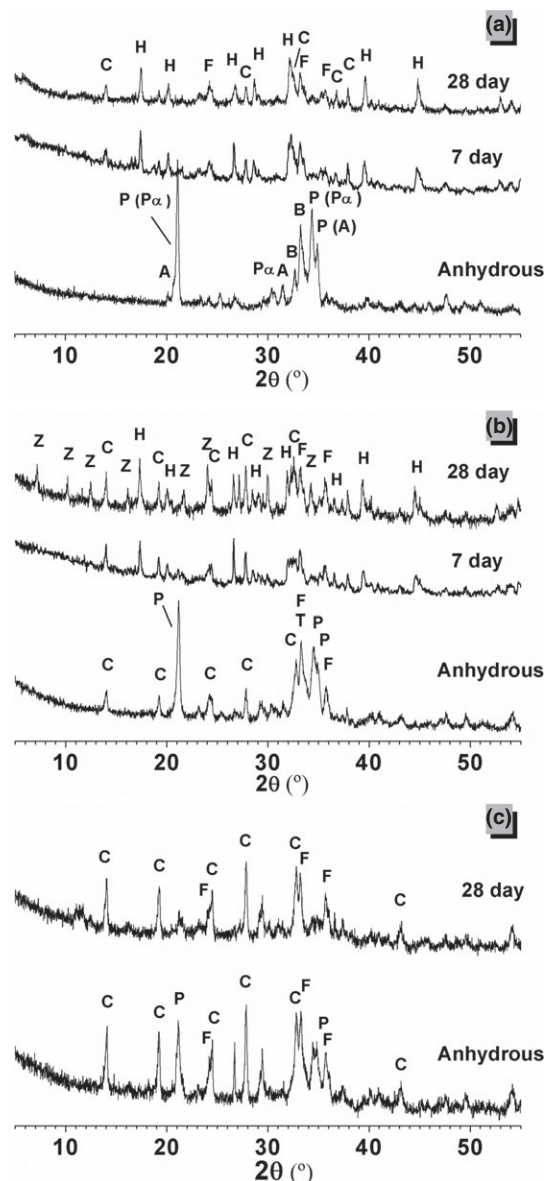 (a)
C H H F H C H H C F F C C H H
28 day
7 day
P (Pα)
P (Pα)
B
P (A)
B
A
Pα A
Anhydrous
10 20 30 40 50
2θ (º)
(b)
Z Z Z C Z H C H Z Z C H C H Z H C F Z F H H H
28 day
7 day
P
F
T
P
C
P
C C C C
F
Anhydrous
10 20 30 40 50
2θ (º)
(c)
C C F C C C F F C
28 day
C C P F C C C F P F C
Anhydrous
10 20 30 40 50
2θ (º)